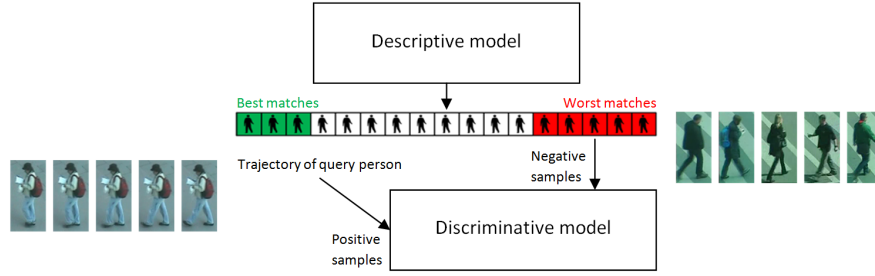 Descriptive model
Best matches
Worst matches
Trajectory of query person
Negative
samples
Positive
samples
Discriminative model